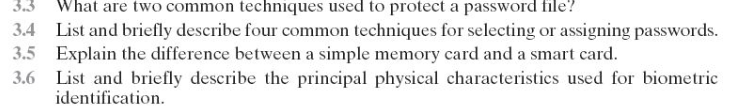 3.3 What are two common techniques used to protect a password file?
3.4 List and briefly describe four common techniques for selecting or assigning passwords.
3.5 Explain the difference between a simple memory card and a smart card.
3.6 List and briefly describe the principal physical characteristics used for biometric
identification.